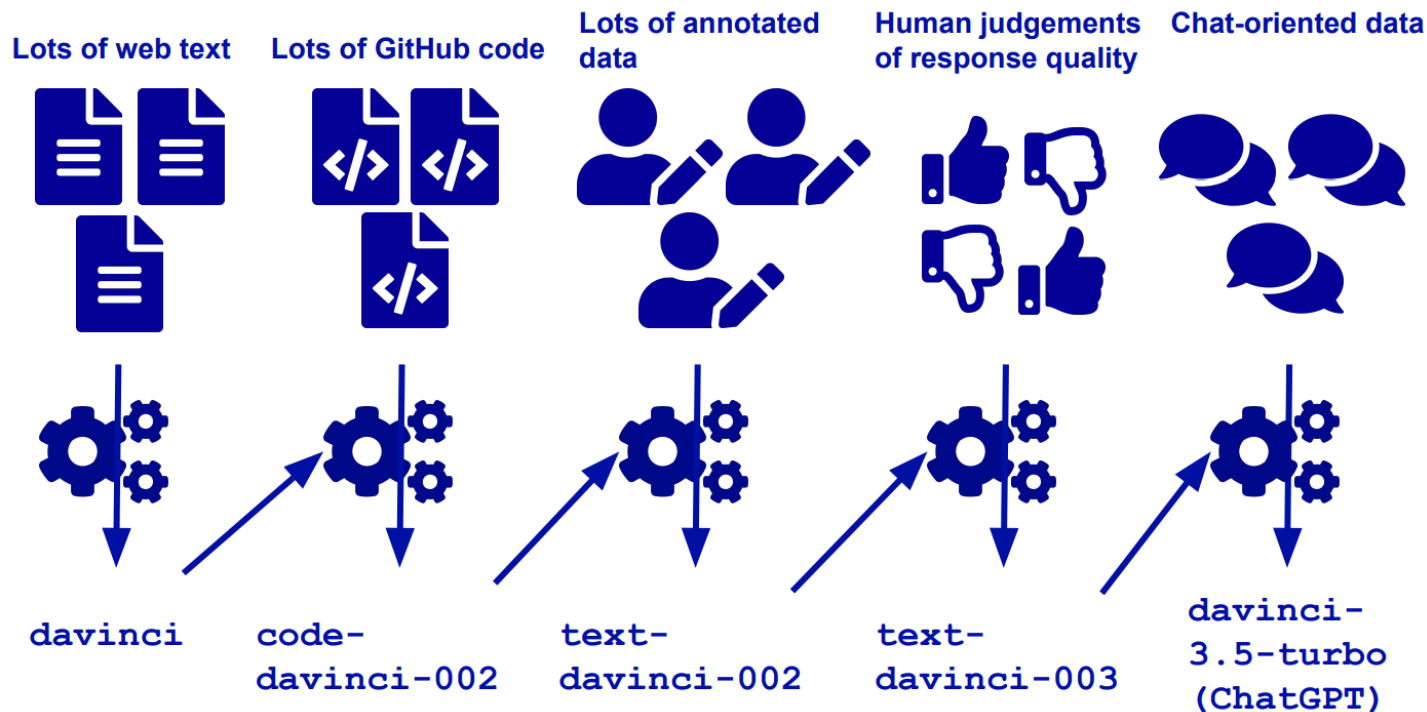 Lots of web text
Lots of GitHub code
Lots of annotated
data
Human judgements
of response quality
Chat-oriented data
</>
</>
</>
davinci
code-
davinci-002
text-
davinci-002
text-
davinci-003
davinci-
3.5-turbo
(ChatGPT)